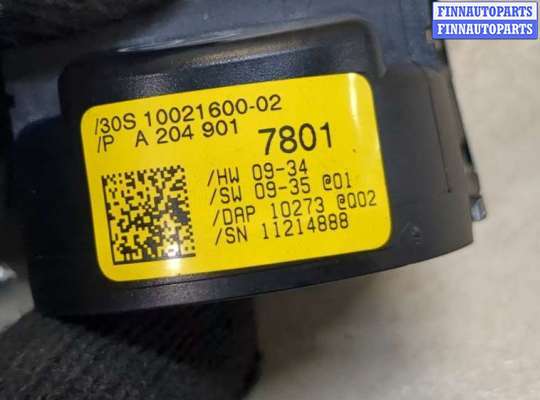 FINNAUTOPARTS
FINNAUTOPARTS
/30S 10021600-02
/P A 204 901 7801
/HW 09-34
/SW 09-35 @01
/DAP 10273 @Q02
/SN 11214888